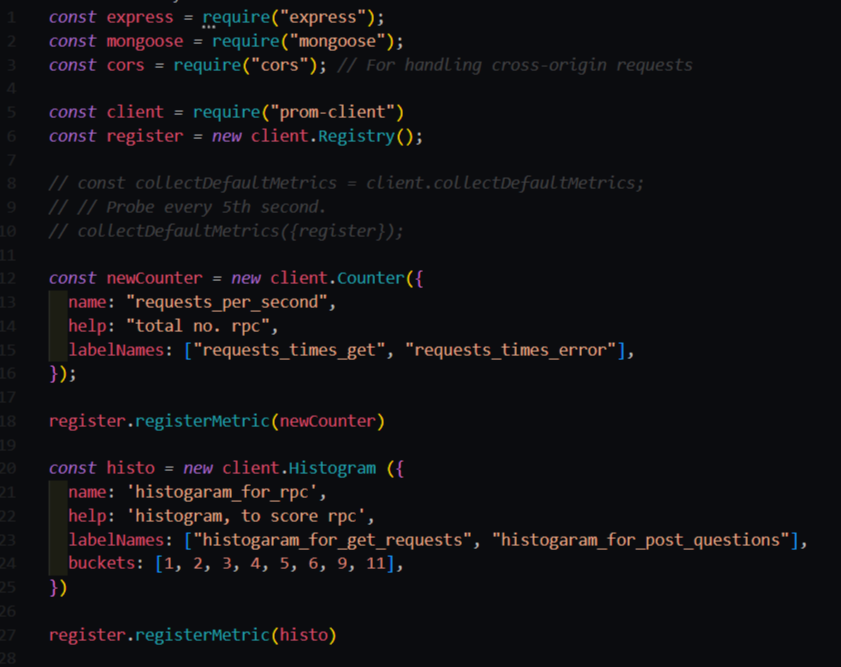 1 const express = require("express");
2 const mongoose = require("mongoose");
3 const cors = require("cors"); // For handling cross-origin requests
4
5 const client = require("prom-client")
6 const register = new client.Registry();
7
8 // const collectDefaultMetrics = client.collectDefaultMetrics;
9 // // Probe every 5th second.
10 // collectDefaultMetrics({register});
11
12 const newCounter = new client.Counter({
13 name: "requests_per_second",
14 help: "total no. rpc",
15 labelNames: ["requests_times_get", "requests_times_error"],
16 });
17
18 register.registerMetric(newCounter)
19
20 const histo = new client.Histogram ({
21 name: 'histogaram_for_rpc',
22 help: 'histogram, to score rpc',
23 labelNames: ["histogaram_for_get_requests", "histogaram_for_post_questions"],
24 buckets: [1, 2, 3, 4, 5, 6, 9, 11],
25 })
26
27 register.registerMetric(histo)
28